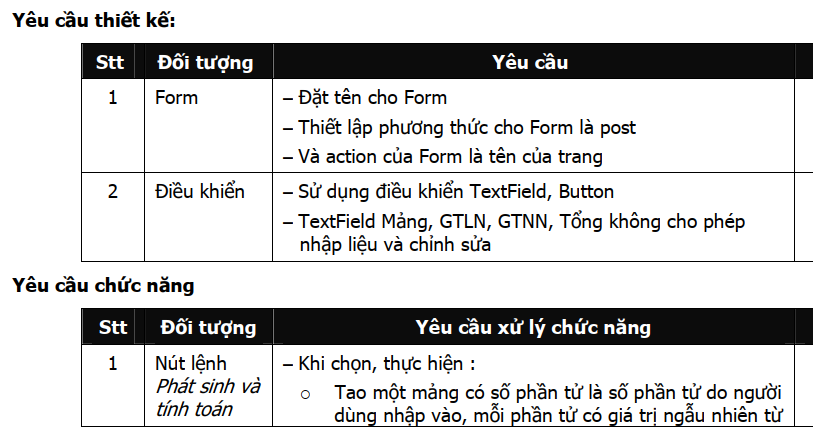 Yêu cầu thiết kế:
Stt Đối tượng Yêu cầu
1 Form – Đặt tên cho Form
– Thiết lập phương thức cho Form là post
– Và action của Form là tên của trang
2 Điều khiển – Sử dụng điều khiển TextField, Button
– TextField Mảng, GTLN, GTNN, Tổng không cho phép
nhập liệu và chỉnh sửa
Yêu cầu chức năng
Stt Đối tượng Yêu cầu xử lý chức năng
1 Nút lệnh – Khi chọn, thực hiện :
Phát sinh và o Tao một mảng có số phần tử là số phần tử do người
tính toán dùng nhập vào, mỗi phần tử có giá trị ngẫu nhiên từ